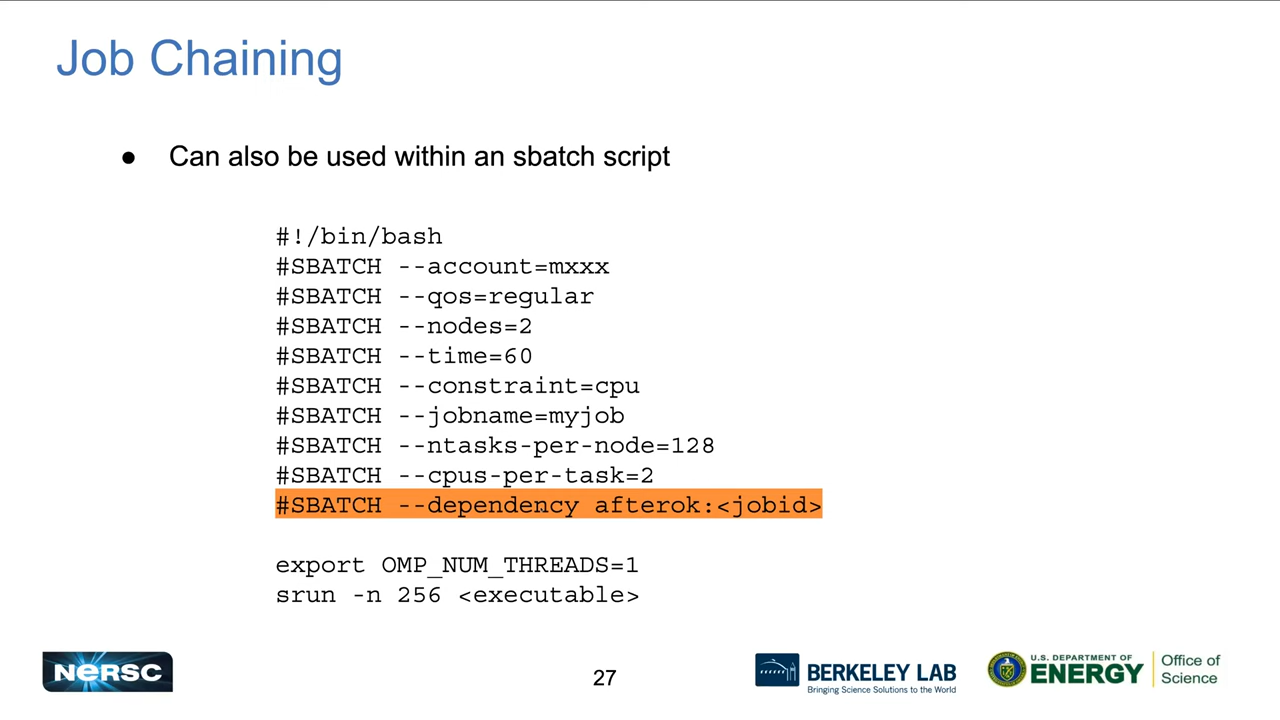 Job Chaining
● Can also be used within an sbatch script
#!/bin/bash
#SBATCH --account=mxxx
#SBATCH --qos=regular
#SBATCH --nodes=2
#SBATCH --time=60
#SBATCH --constraint=cpu
#SBATCH --jobname=myjob
#SBATCH --ntasks-per-node=128
#SBATCH --cpus-per-task=2
#SBATCH --dependency afterok:<jobid>
export OMP_NUM_THREADS=1
srun -n 256 <executable>
NERSC
27
BERKELEY LAB
Bringing Science Solutions to the World
U.S. DEPARTMENT OF
ENERGY
Office of
Science